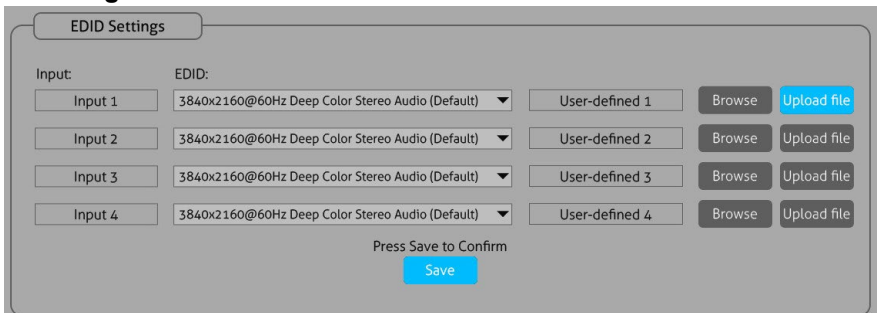 EDID Settings
Input: EDID:
Input 1 3840x2160@60Hz Deep Color Stereo Audio (Default) User-defined 1 Browse Upload file
Input 2 3840x2160@60Hz Deep Color Stereo Audio (Default) User-defined 2 Browse Upload file
Input 3 3840x2160@60Hz Deep Color Stereo Audio (Default) User-defined 3 Browse Upload file
Input 4 3840x2160@60Hz Deep Color Stereo Audio (Default) User-defined 4 Browse Upload file
Press Save to Confirm
Save